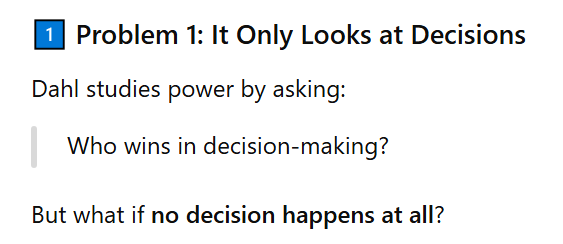 1 Problem 1: It Only Looks at Decisions
Dahl studies power by asking:
Who wins in decision-making?
But what if no decision happens at all?